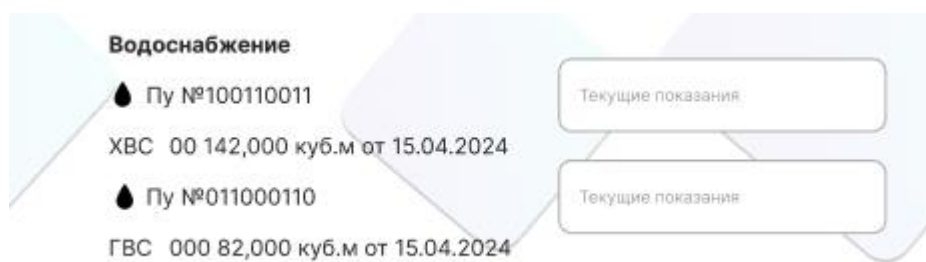 Водоснабжение
Пу №100110011
Текущие показания
ХВС 00 142,000 куб.м от 15.04.2024
Пу №011000110
Текущие показания
ГВС 000 82,000 куб.м от 15.04.2024